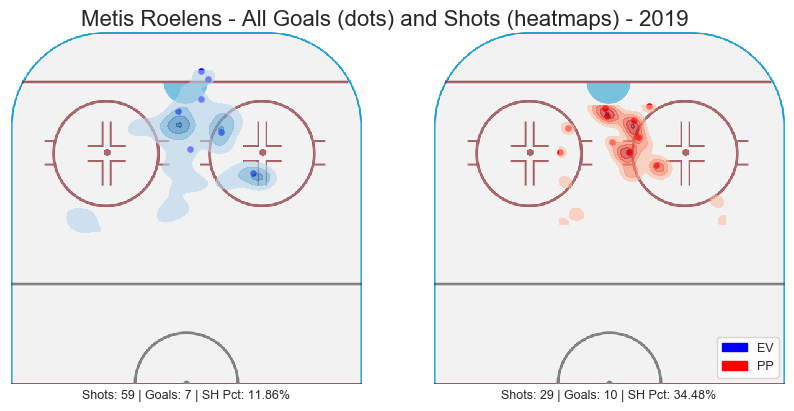 Metis Roelens - All Goals (dots) and Shots (heatmaps) - 2019
EV
PP
Shots: 59 | Goals: 7 | SH Pct: 11.86%
Shots: 29 | Goals: 10 | SH Pct: 34.48%